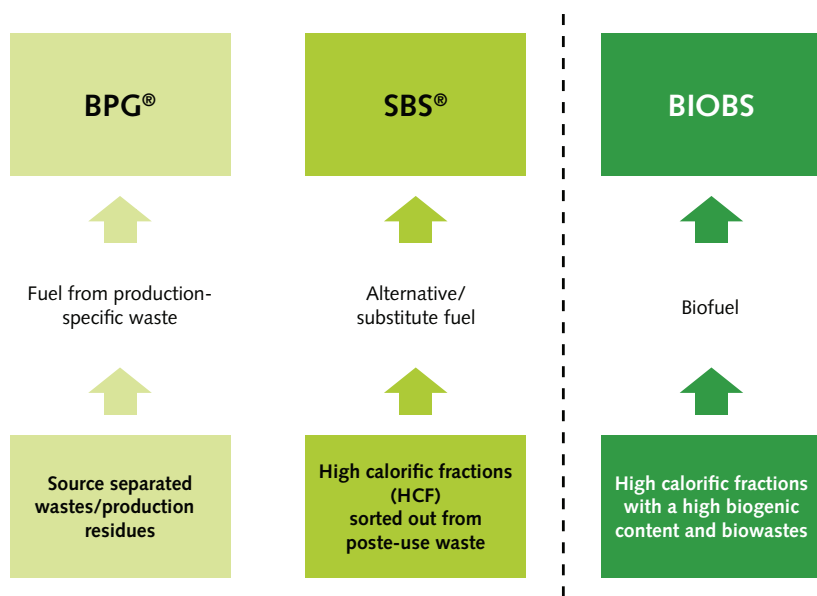 BPG®
SBS®
BIOBS
Fuel from production-
specific waste
Alternative/
substitute fuel
Biofuel
Source separated
wastes/production
residues
High calorific fractions
(HCF)
sorted out from
poste-use waste
High calorific fractions
with a high biogenic
content and biowastes